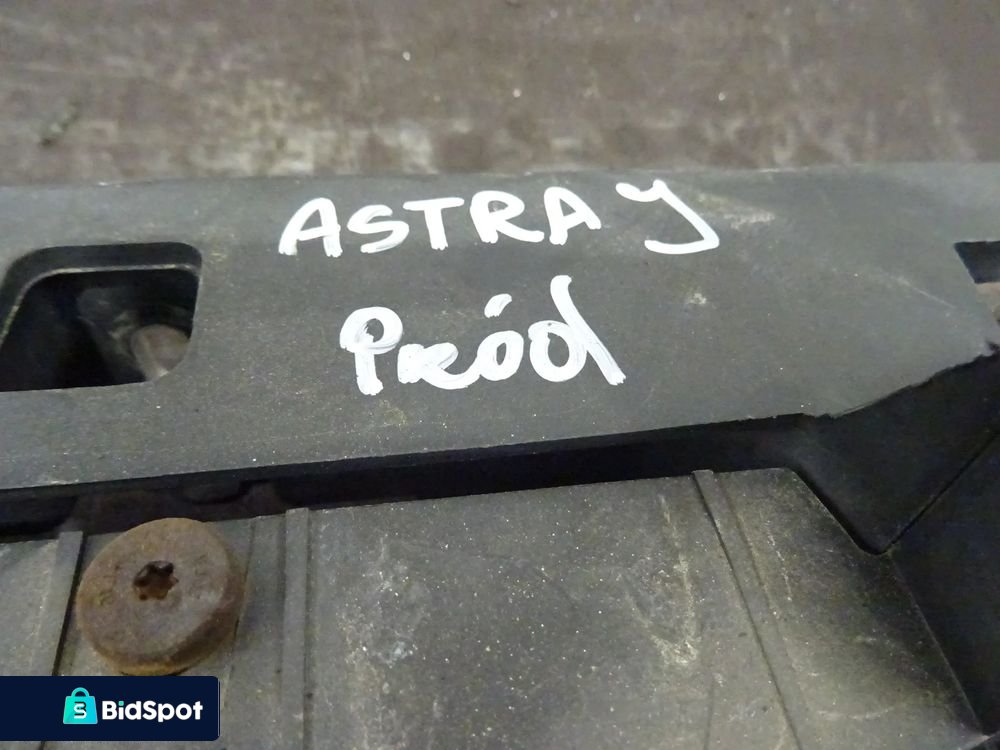 ASTRA J
Przód
BidSpot